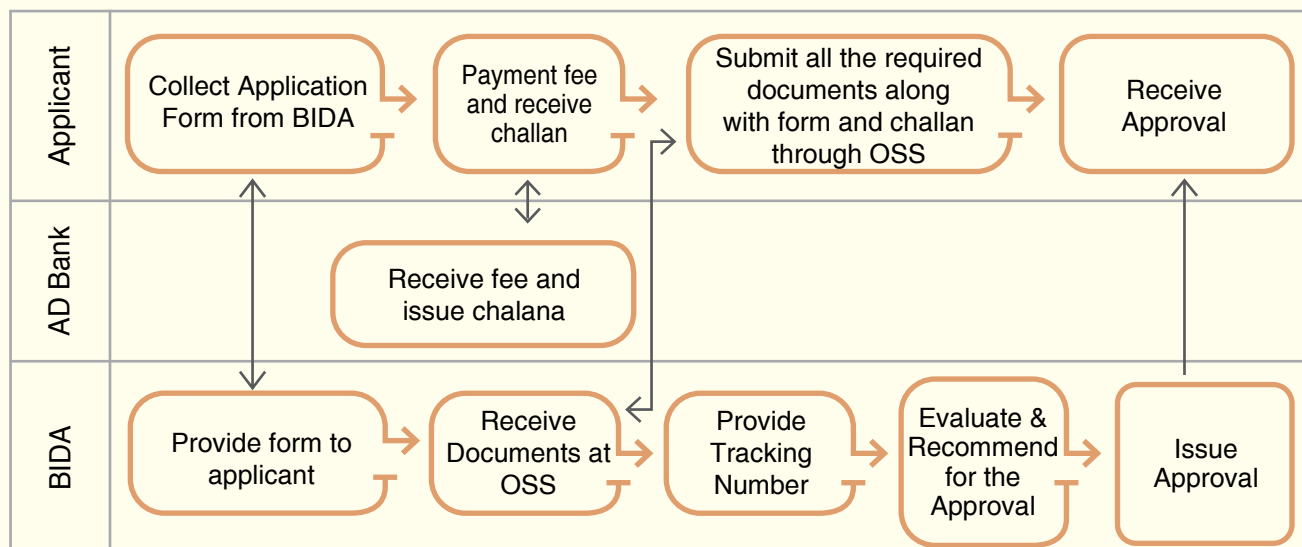 Applicant
Collect Application
Form from BIDA
Payment fee
and receive
challan
Submit all the required
documents along
with form and challan
through OSS
Receive
Approval
AD Bank
Receive fee and
issue chalana
BIDA
Provide form to
applicant
Receive
Documents at
OSS
Provide
Tracking
Number
Evaluate &
Recommend
for the
Approval
Issue
Approval